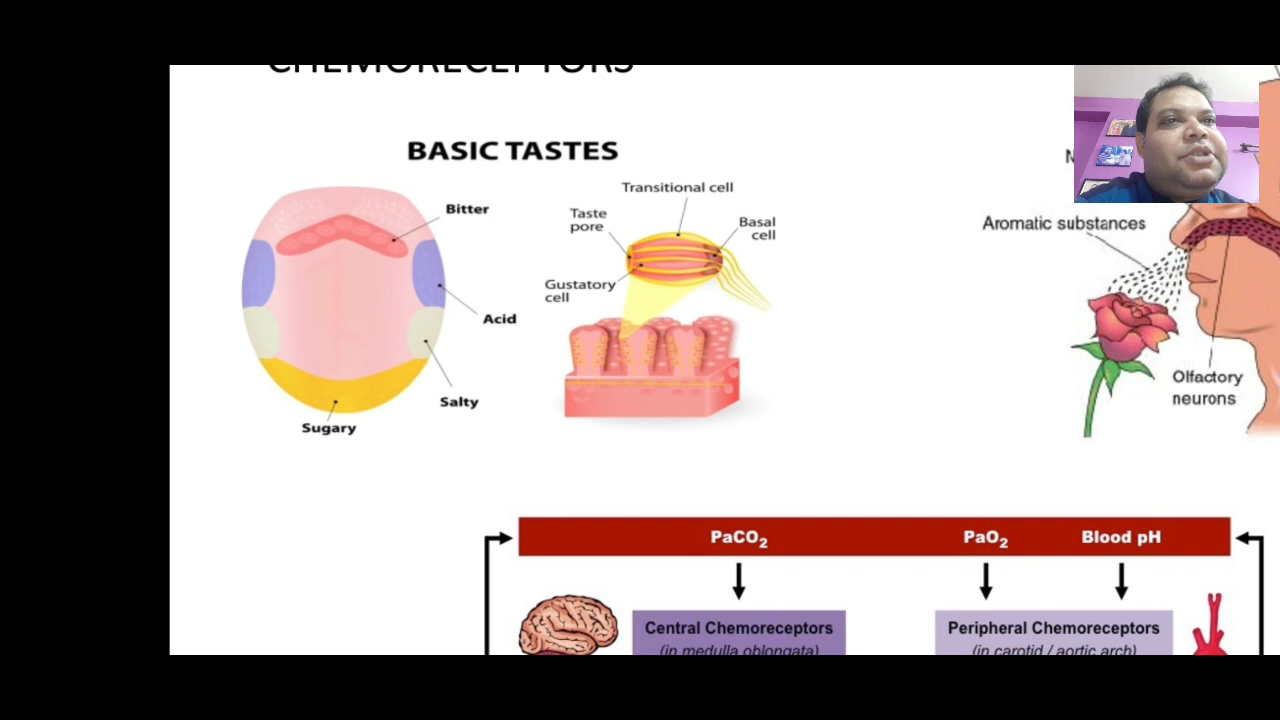 CHEMORECEPTORS
BASIC TASTES
Bitter
Acid
Salty
Sugary
Transitional cell
Taste
pore
Basal
cell
Gustatory
cell
Aromatic substances
Olfactory
neurons
PaCO₂
PaO₂
Blood pH
Central Chemoreceptors
(in medulla oblongata)
Peripheral Chemoreceptors
(in carotid / aortic arch)